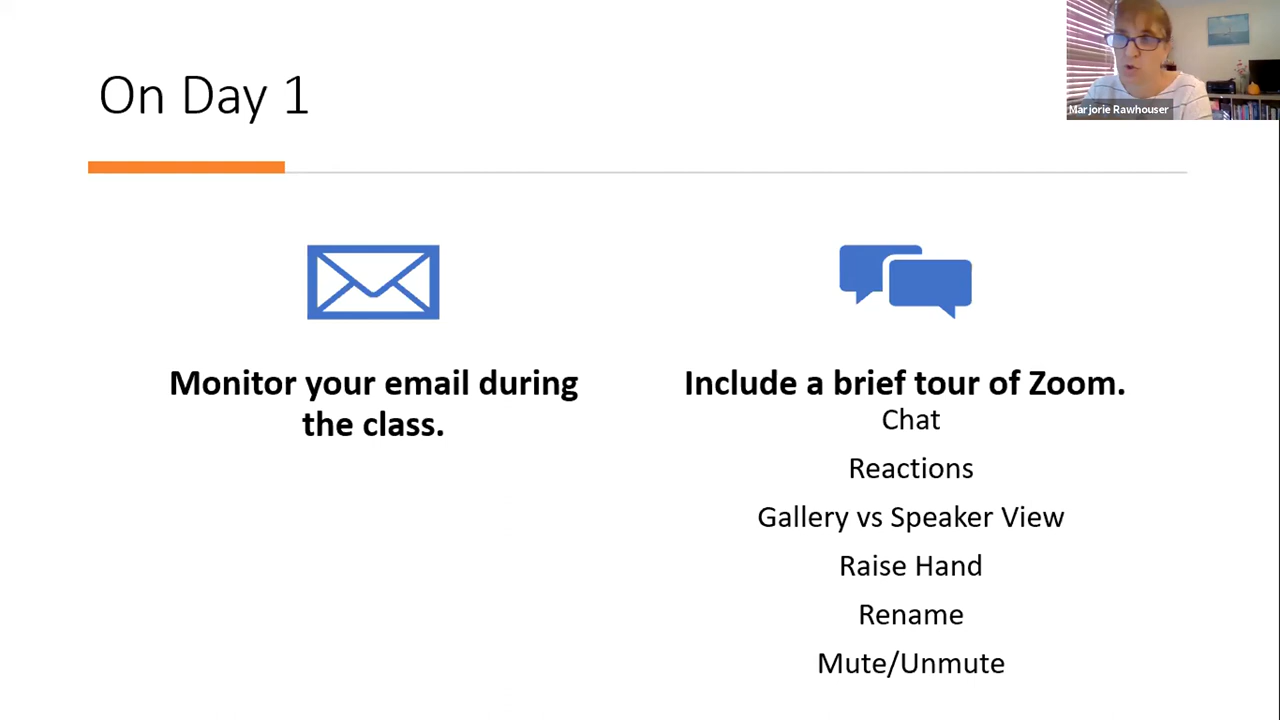 On Day 1
Marjorie Rawhouser
Monitor your email during
the class.
Include a brief tour of Zoom.
Chat
Reactions
Gallery vs Speaker View
Raise Hand
Rename
Mute/Unmute